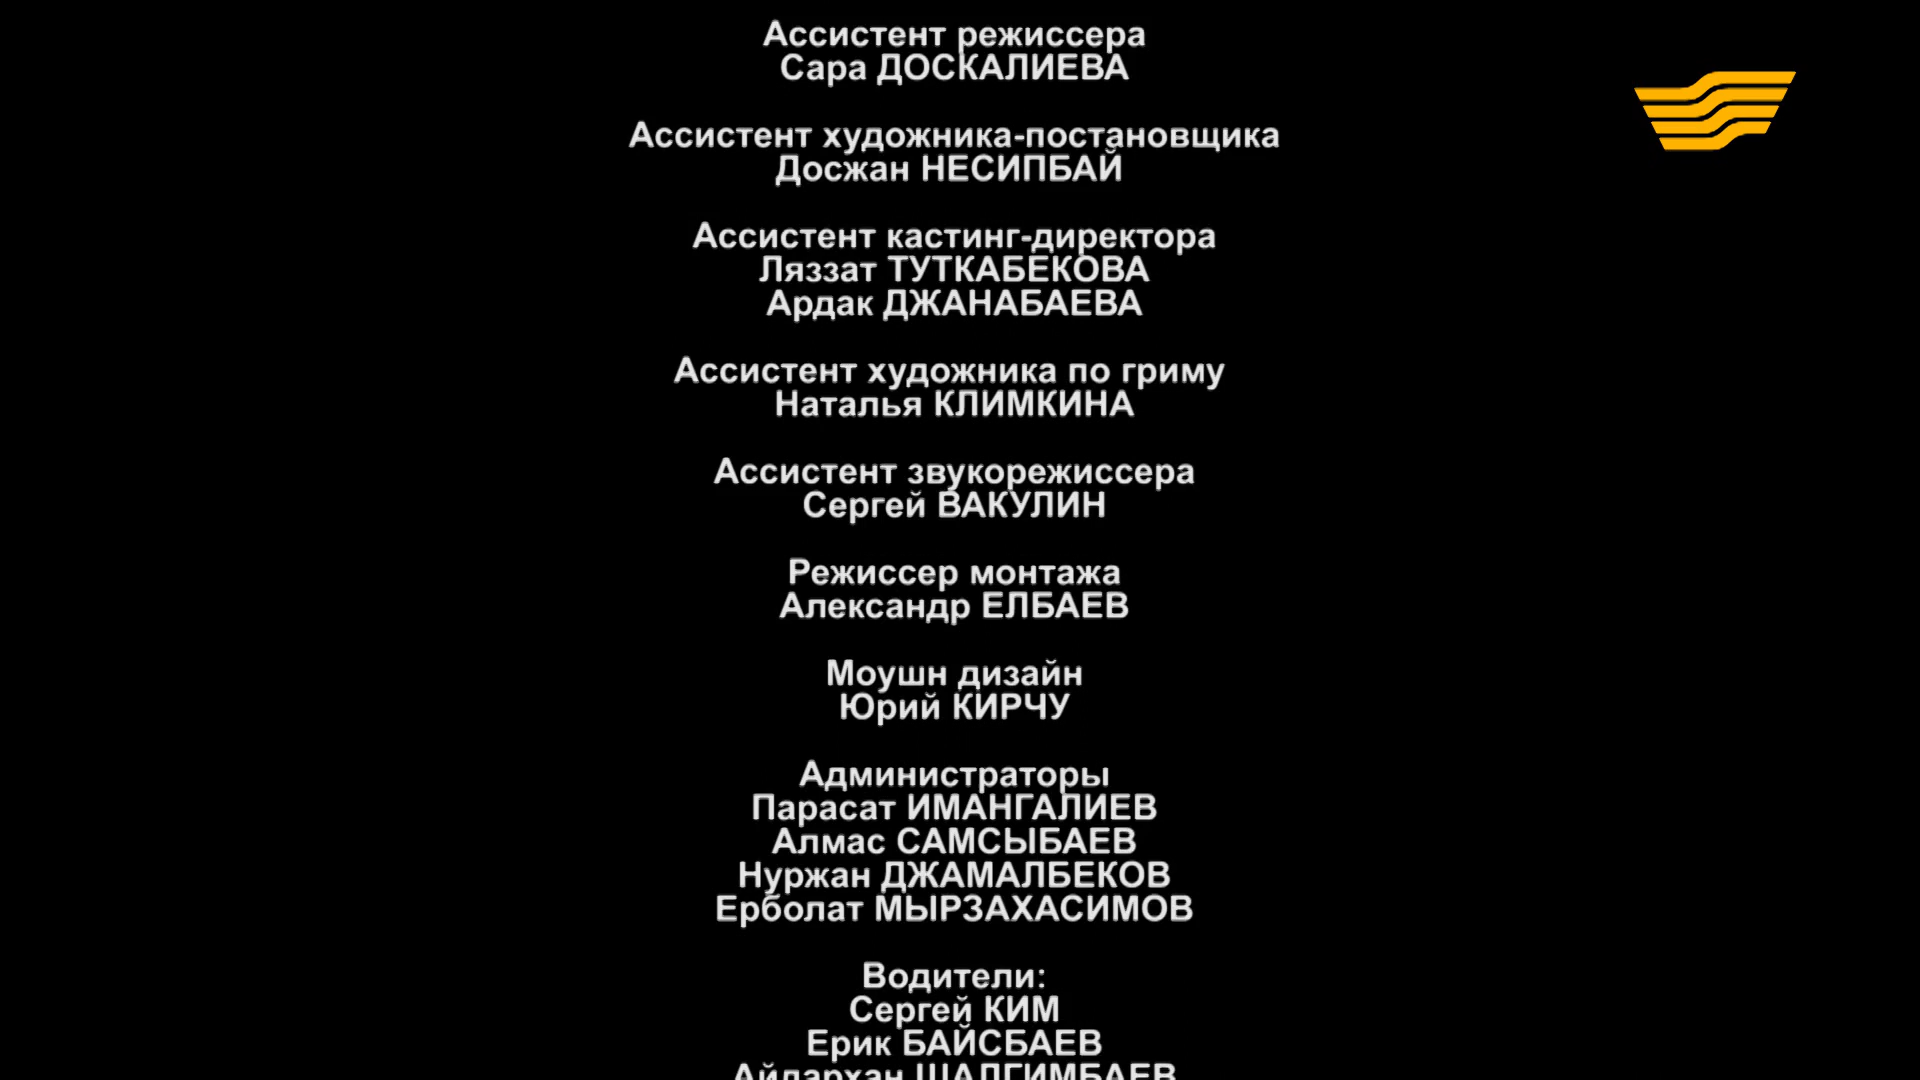 Ассистент режиссера
Сара ДОСКАЛИЕВА
Ассистент художника-постановщика
Досжан НЕСИПБАЙ
Ассистент кастинг-директора
Ляззат ТУТКАБЕКОВА
Ардак ДЖАНАБАЕВА
Ассистент художника по гриму
Наталья КЛИМКИНА
Ассистент звукорежиссера
Сергей ВАКУЛИН
Режиссер монтажа
Александр ЕЛБАЕВ
Моушн дизайн
Юрий КИРЧУ
Администраторы
Парасат ИМАНГАЛИЕВ
Алмас САМСЫБАЕВ
Нуржан ДЖАМАЛБЕКОВ
Ерболат МЫРЗАХАСИМОВ
Водители:
Сергей КИМ
Ерик БАЙСБАЕВ
Айдархан ШАЛГИМБАЕВ